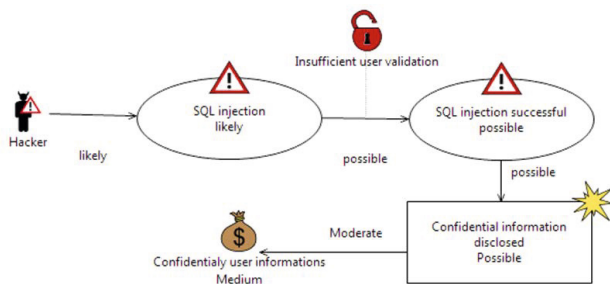 Insufficient user validation
SQL injection
likely
SQL injection successful
possible
Hacker
likely
possible
possible
Confidential information
disclosed
Possible
Moderate
$
Confidentialy user informations
Medium